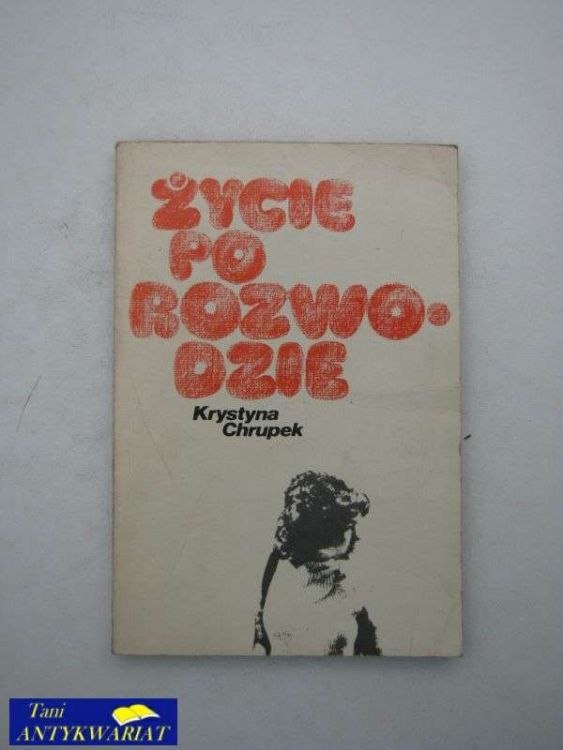 ŻYCIE
PO
ROZWO-
DZIE
Krystyna
Chrupek
Tani
ANTYKWARIAT